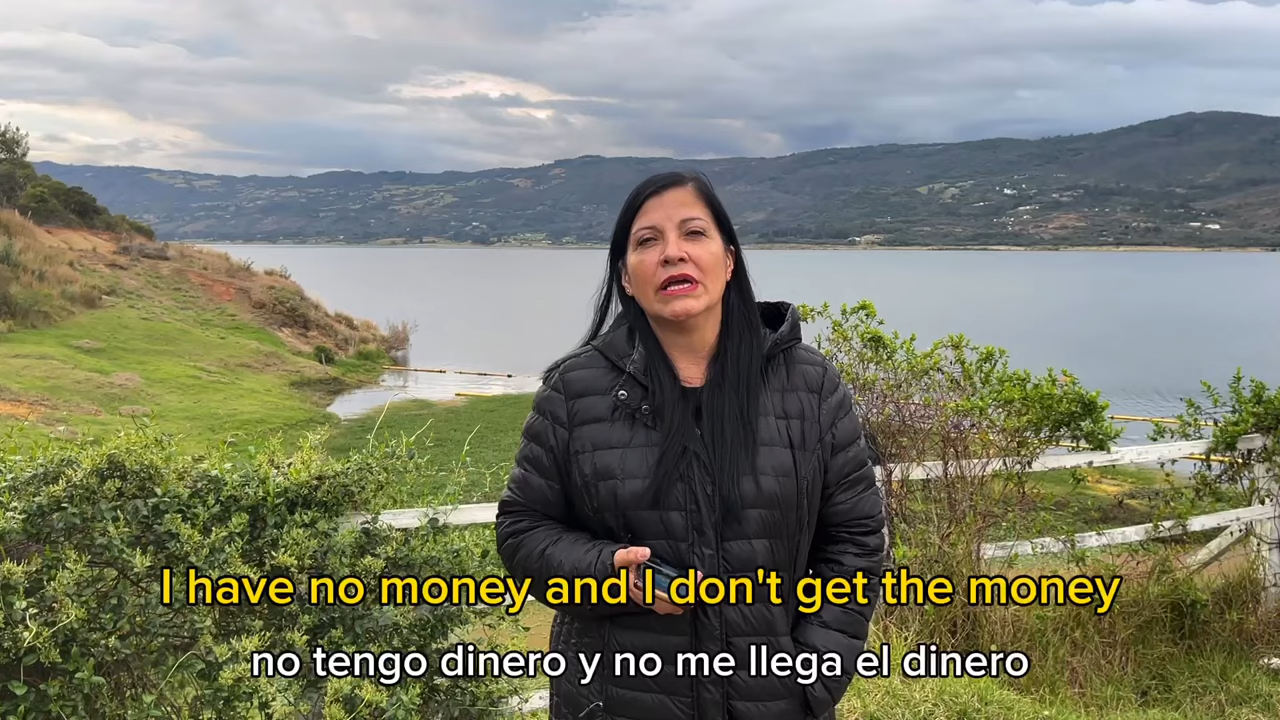 I have no money and I don't get the money
no tengo dinero y no me llega el dinero